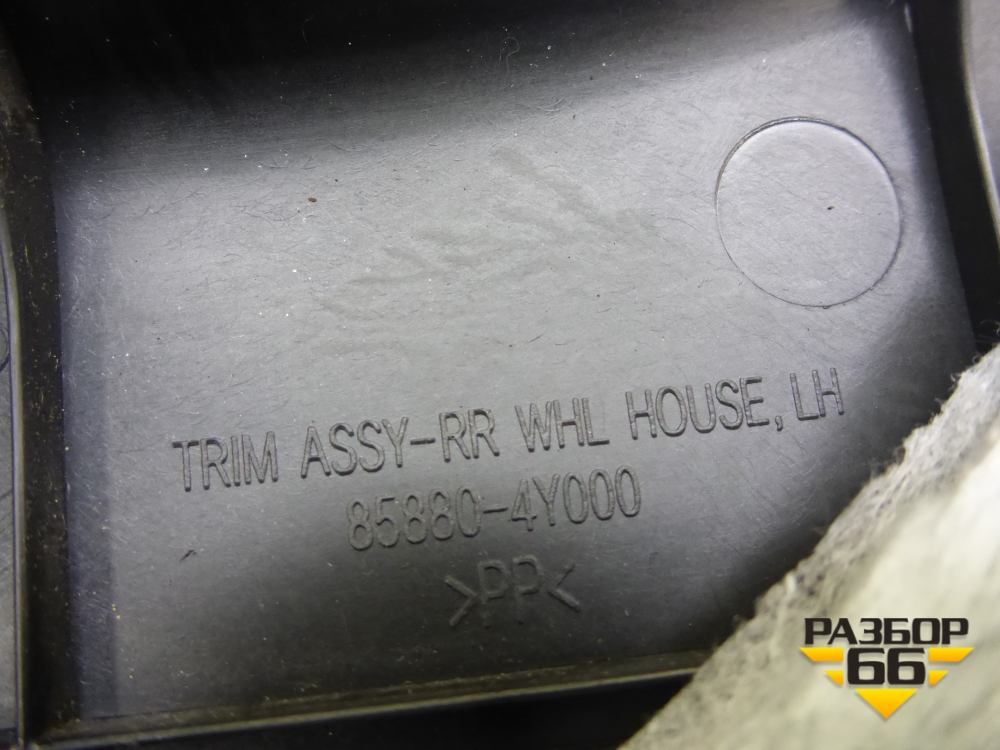 TRIM ASSY-RR WHL HOUSE, LH
85880-4Y000
>PP<
РАЗБОР
66